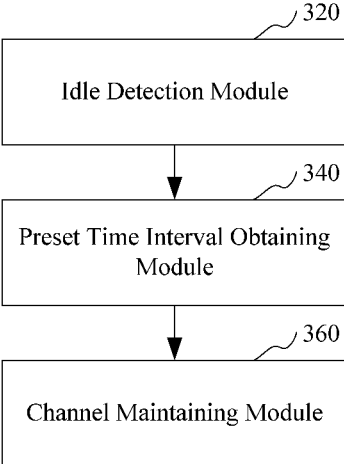 320
Idle Detection Module
340
Preset Time Interval Obtaining
Module
360
Channel Maintaining Module